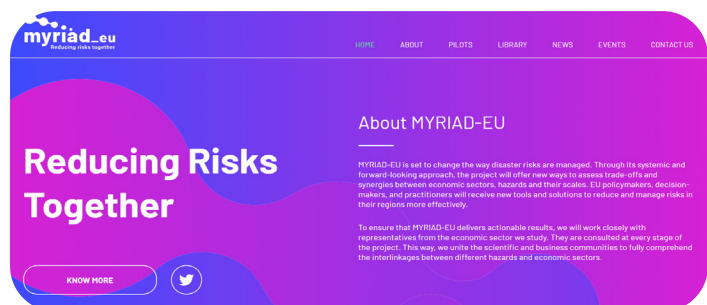 myriad_eu
Reducing risks together
HOME ABOUT PILOTS LIBRARY NEWS EVENTS CONTACT US
Reducing Risks
Together
KNOW MORE
About MYRIAD-EU
MYRIAD-EU is set to change the way disaster risks are managed. Through its systemic and
forward-looking approach, the project will offer new ways to assess trade-offs and
synergies between economic sectors, hazards and their scales. EU policymakers, decision-
makers, and practitioners will receive new tools and solutions to reduce and manage risks in
their regions more effectively.
To ensure that MYRIAD-EU delivers actionable results, we will work closely with
representatives from the economic sector we study. They are consulted at every stage of
the project. This way, we unite the scientific and business communities to fully comprehend
the interlinkages between different hazards and economic sectors.